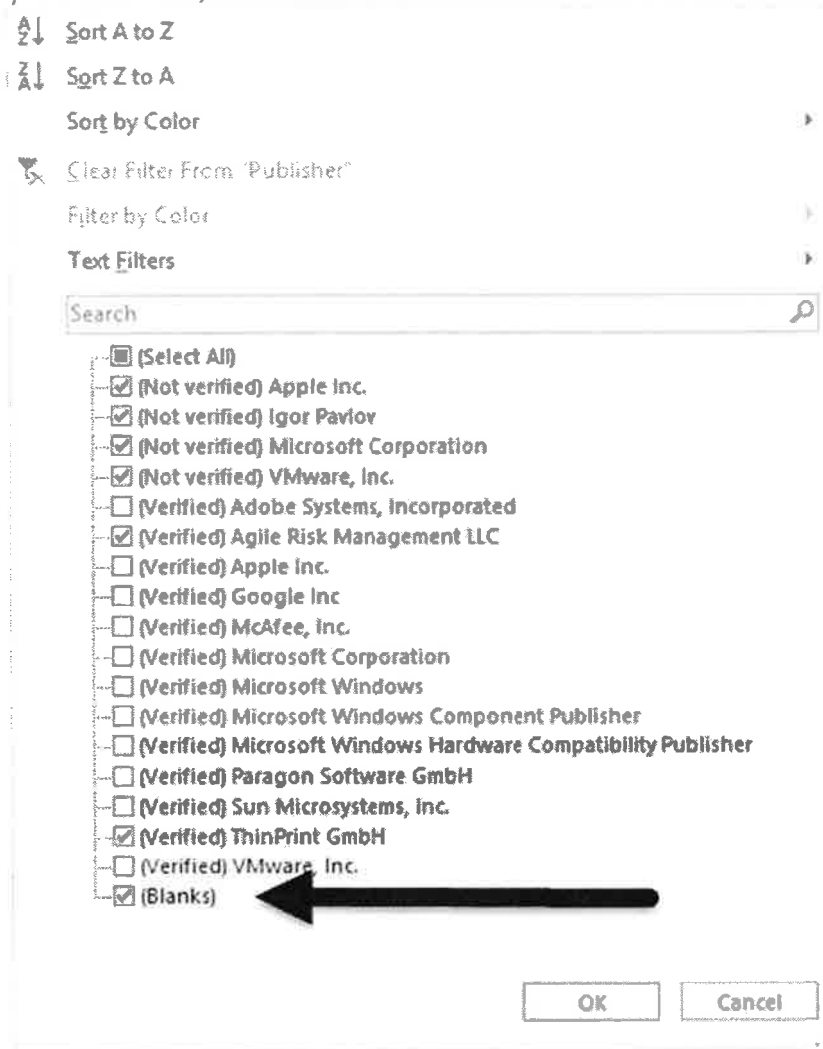 Sort A to Z
Sort Z to A
Sort by Color
Clear Filter From "Publisher"
Filter by Color
Text Filters
Search
(Select All)
(Not verified) Apple Inc.
(Not verified) Igor Pavlov
(Not verified) Microsoft Corporation
(Not verified) VMware, Inc.
(Verified) Adobe Systems, Incorporated
(Verified) Agile Risk Management LLC
(Verified) Apple Inc.
(Verified) Google Inc
(Verified) McAfee, Inc.
(Verified) Microsoft Corporation
(Verified) Microsoft Windows
(Verified) Microsoft Windows Component Publisher
(Verified) Microsoft Windows Hardware Compatibility Publisher
(Verified) Paragon Software GmbH
(Verified) Sun Microsystems, Inc.
(Verified) ThinPrint GmbH
(Verified) VMware, Inc.
(Blanks)
OK Cancel